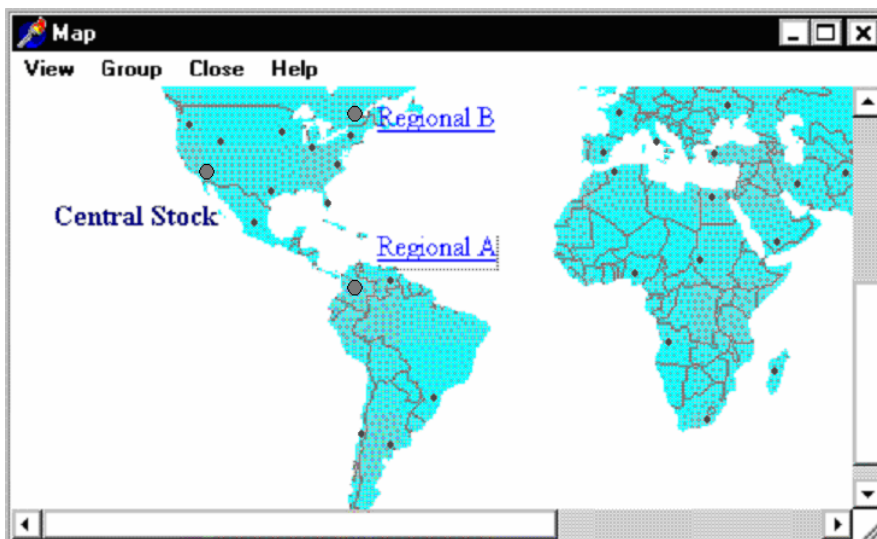 Map
View Group Close Help
Regional B
Central Stock
Regional A